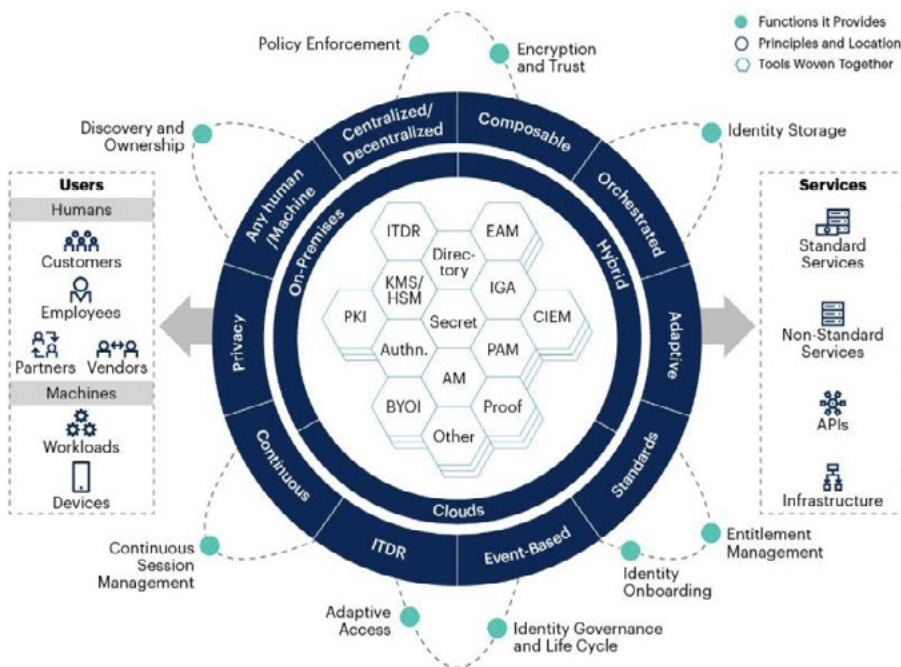 Functions it Provides
Principles and Location
Tools Woven Together
Policy Enforcement
Encryption
and Trust
Discovery and
Ownership
Identity Storage
Centralized/
Decentralized
Composable
Any human
/Machine
Orchestrated
Privacy
Adaptive
Continuous
Standards
ITDR
Event-Based
On-Premises
Hybrid
Clouds
Users
Humans
Customers
Employees
Partners
Vendors
Machines
Workloads
Devices
ITDR
EAM
Direc-
tory
KMS/
HSM
IGA
PKI
Secret
CIEM
Authn.
PAM
AM
BYOI
Proof
Other
Services
Standard
Services
Non-Standard
Services
APIs
Infrastructure
Continuous
Session
Management
Entitlement
Management
Identity
Onboarding
Adaptive
Access
Identity Governance
and Life Cycle